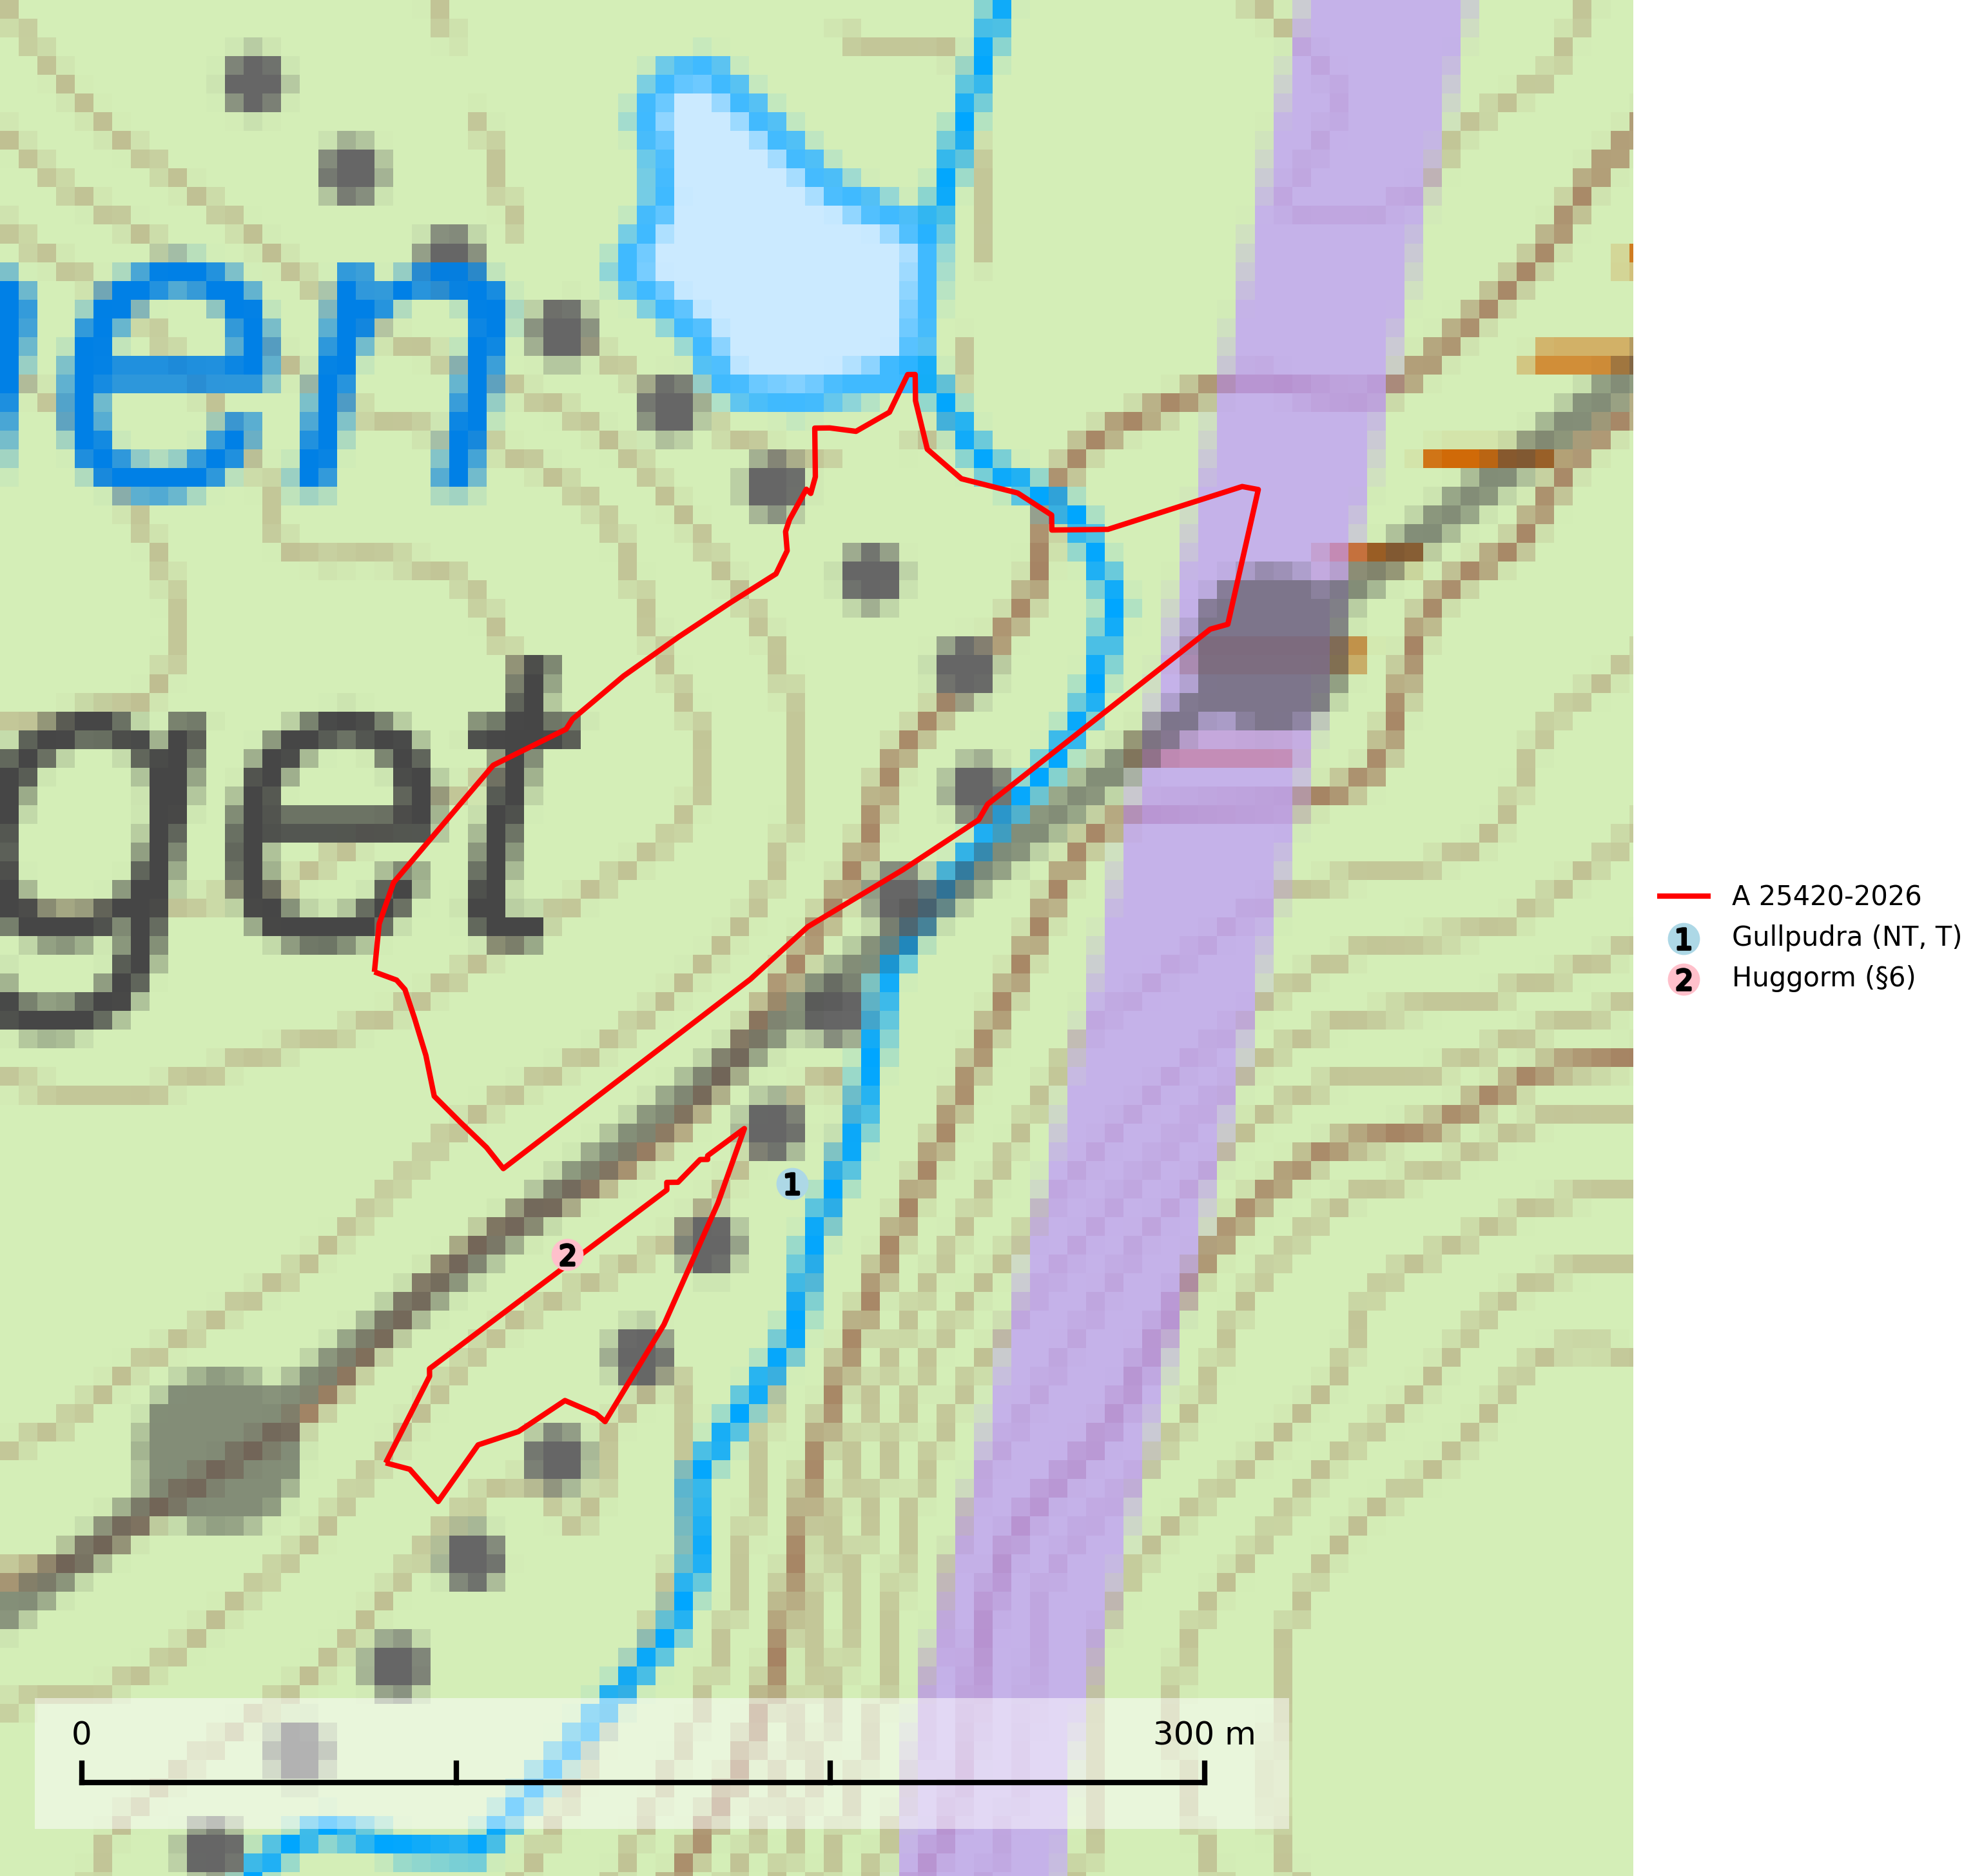 en
get
1
2
0
300 m
A 25420-2026
1 Gullpudra (NT, T)
2 Huggorm (§6)